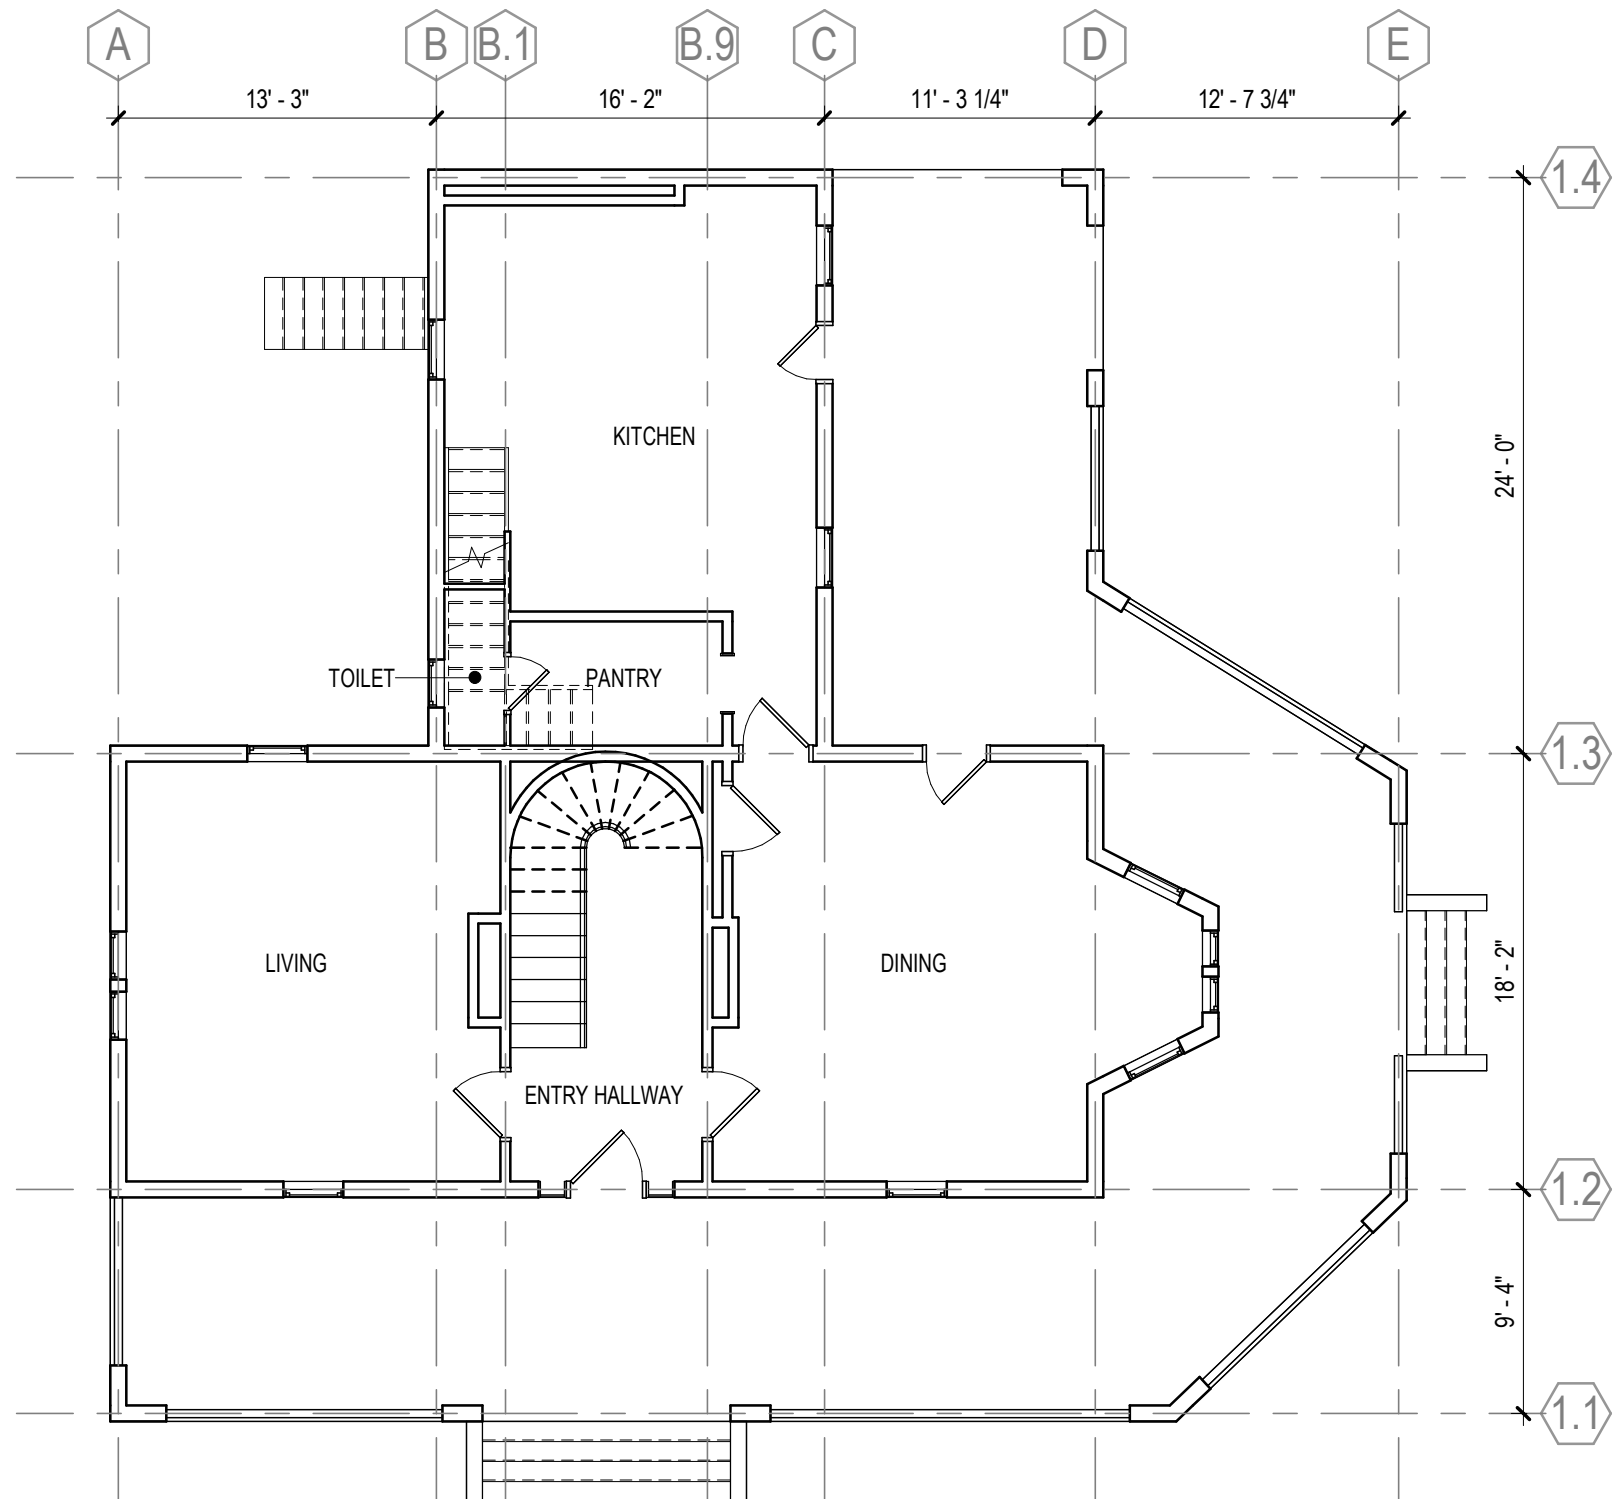 A
B
B.1
B.9
C
D
E
13' - 3"
16' - 2"
11' - 3 1/4"
12' - 7 3/4"
1.4
KITCHEN
24' - 0"
TOILET
PANTRY
1.3
LIVING
DINING
18' - 2"
ENTRY HALLWAY
1.2
9' - 4"
1.1